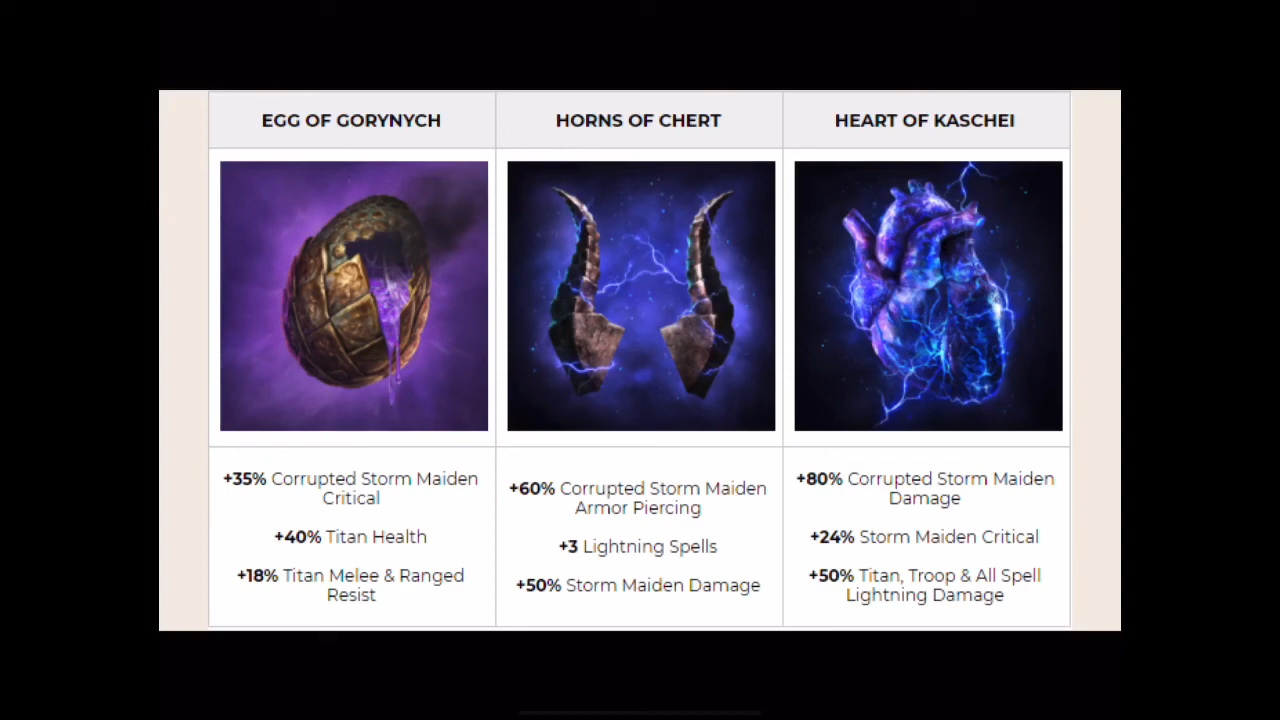 EGG OF GORYNYCH
HORNS OF CHERT
HEART OF KASCHEI
+35% Corrupted Storm Maiden
Critical
+40% Titan Health
+18% Titan Melee & Ranged
Resist
+60% Corrupted Storm Maiden
Armor Piercing
+3 Lightning Spells
+50% Storm Maiden Damage
+80% Corrupted Storm Maiden
Damage
+24% Storm Maiden Critical
+50% Titan, Troop & All Spell
Lightning Damage